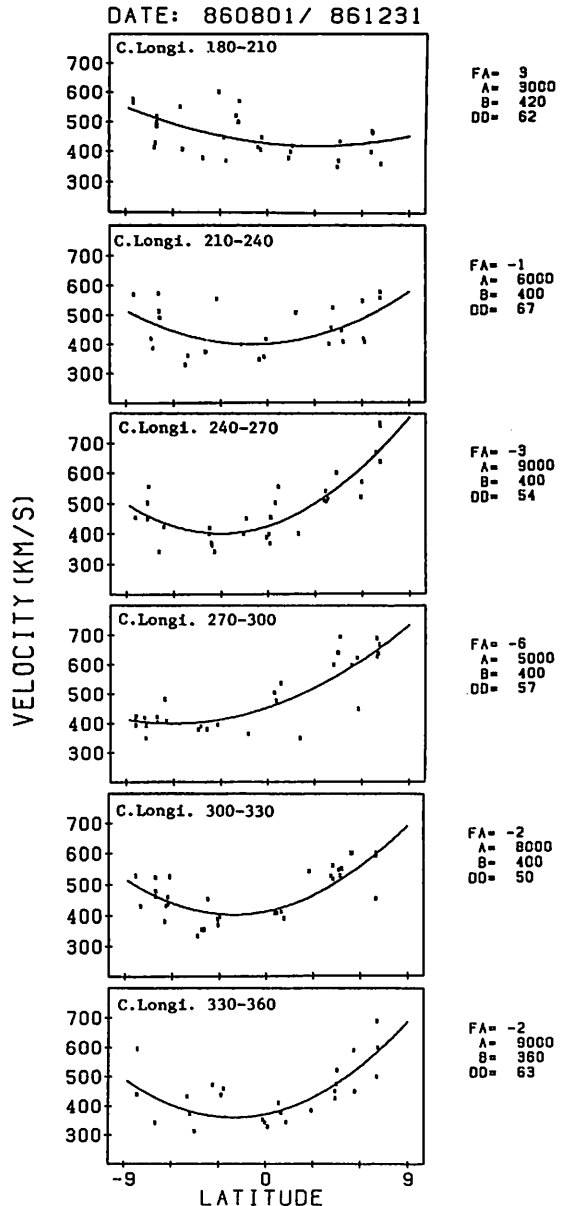 DATE: 860801/ 861231
C.Longi. 180-210
700
600
500
400
300
FA= 3
A= 3000
B= 420
DD= 62
C.Longi. 210-240
700
600
500
400
300
FA= -1
A= 6000
B= 400
DD= 67
C.Longi. 240-270
700
600
500
400
300
FA= -3
A= 9000
B= 400
DD= 54
C.Longi. 270-300
700
600
500
400
300
FA= -6
A= 5000
B= 400
DD= 57
C.Longi. 300-330
700
600
500
400
300
FA= -2
A= 8000
B= 400
DD= 50
C.Longi. 330-360
700
600
500
400
300
FA= -2
A= 9000
B= 360
DD= 63
VELOCITY (KM/S)
-9 0 9
LATITUDE